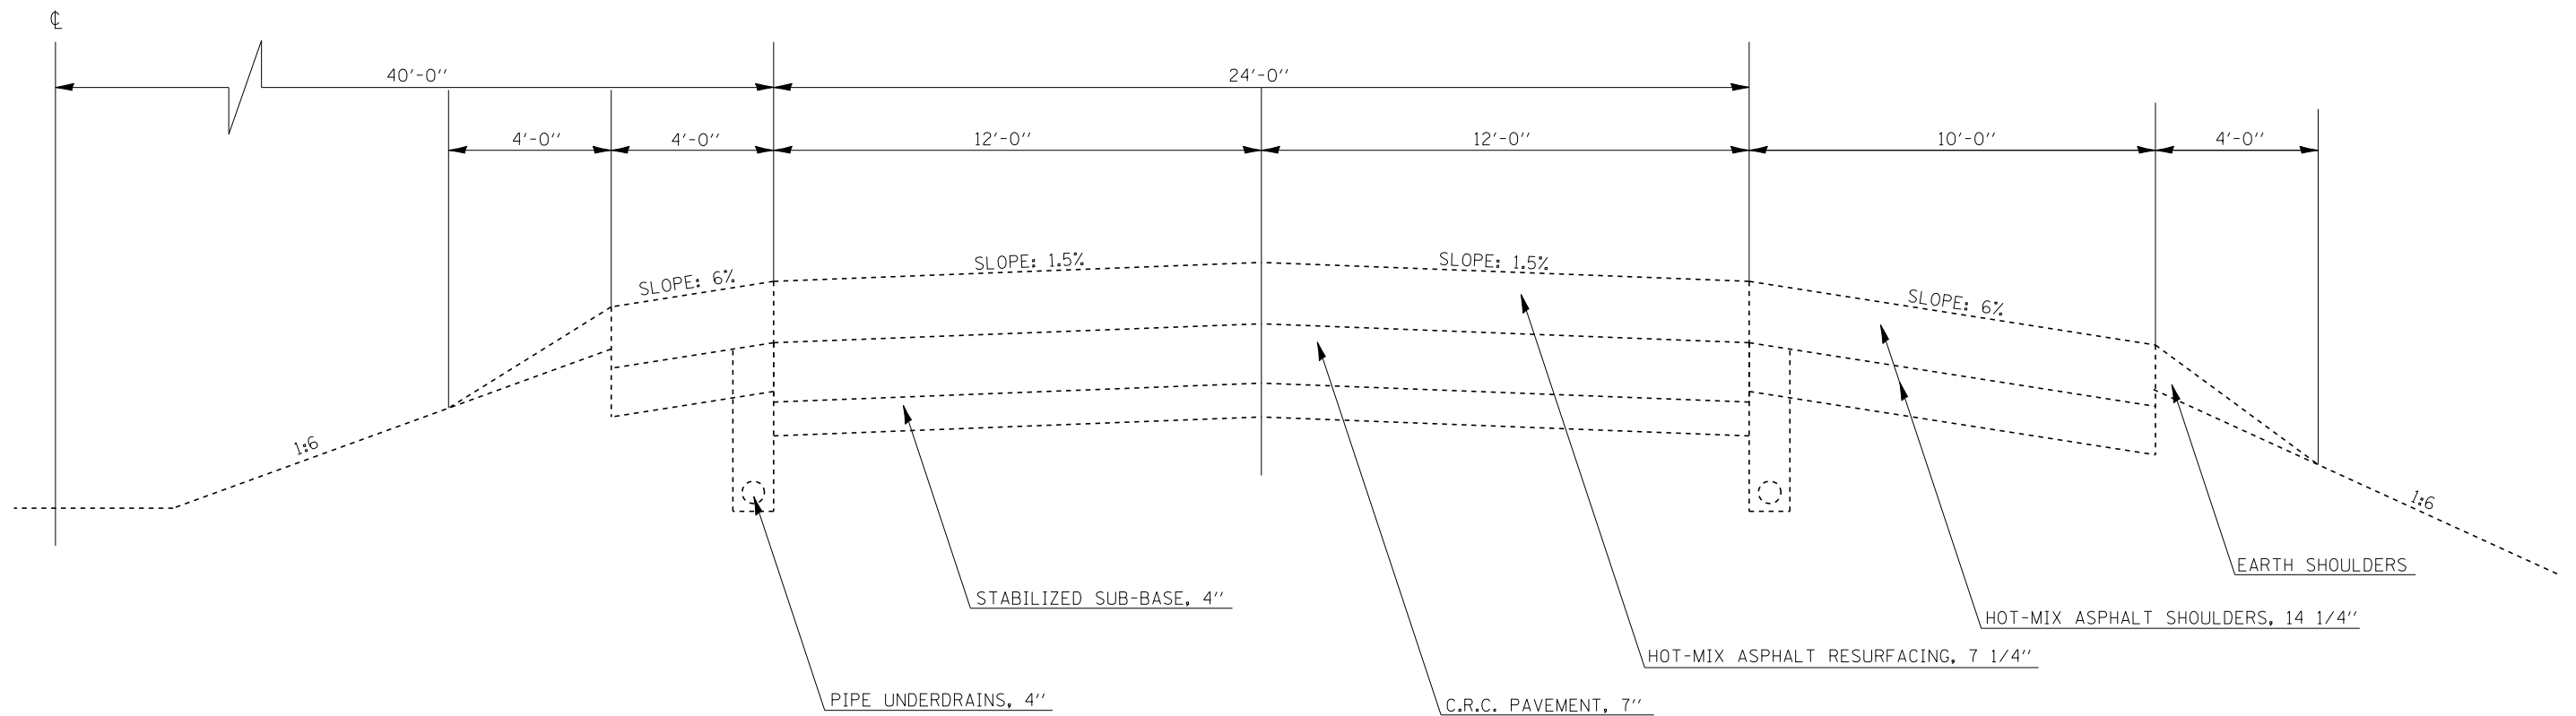 ℄
40'-0"
24'-0"
4'-0"
4'-0"
12'-0"
12'-0"
10'-0"
4'-0"
SLOPE: 6%
SLOPE: 1.5%
SLOPE: 1.5%
SLOPE: 6%
1:6
1:6
EARTH SHOULDERS
STABILIZED SUB-BASE, 4"
HOT-MIX ASPHALT SHOULDERS, 14 1/4"
HOT-MIX ASPHALT RESURFACING, 7 1/4"
PIPE UNDERDRAINS, 4"
C.R.C. PAVEMENT, 7"